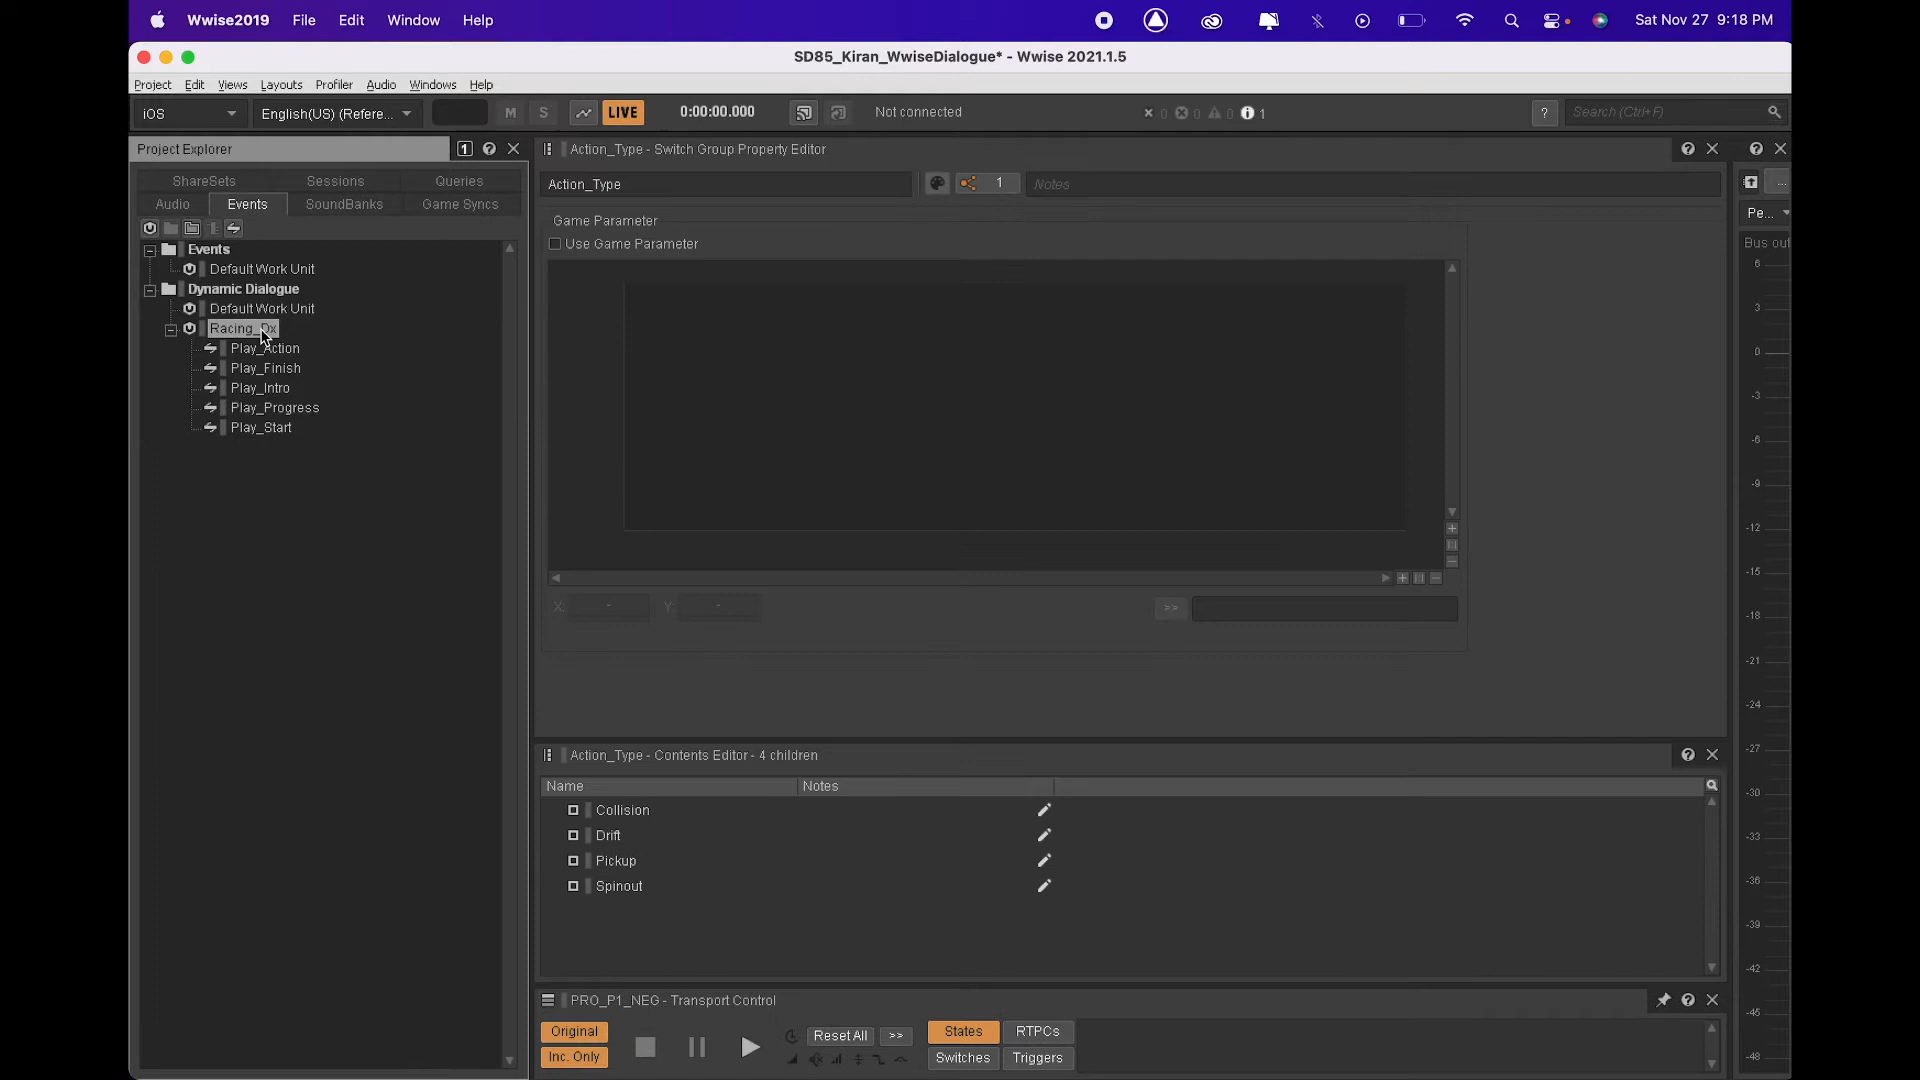 Wwise2019 File Edit Window Help Sat Nov 27 9:18 PM
SD85_Kiran_WwiseDialogue* - Wwise 2021.1.5
Project Edit Views Layouts Profiler Audio Windows Help
iOS English(US) (Refere... M S LIVE 0:00:00.000 Not connected 0 0 0 1 ? Search (Ctrl+F)
Project Explorer 1
Action_Type - Switch Group Property Editor
ShareSets Sessions Queries
Audio Events SoundBanks Game Syncs
Action_Type 1 Notes
...
Pe...
Game Parameter
Use Game Parameter
Bus out
Events
Default Work Unit
Dynamic Dialogue
Default Work Unit
Racing_Dx
Play_Action
Play_Finish
Play_Intro
Play_Progress
Play_Start
X: - Y: - >>
Action_Type - Contents Editor - 4 children
Name Notes
Collision
Drift
Pickup
Spinout
PRO_P1_NEG - Transport Control
Original Reset All >> States RTPCs
Inc. Only Switches Triggers
6
3
0
-3
-6
-9
-12
-15
-18
-21
-24
-27
-30
-33
-36
-39
-42
-45
-48